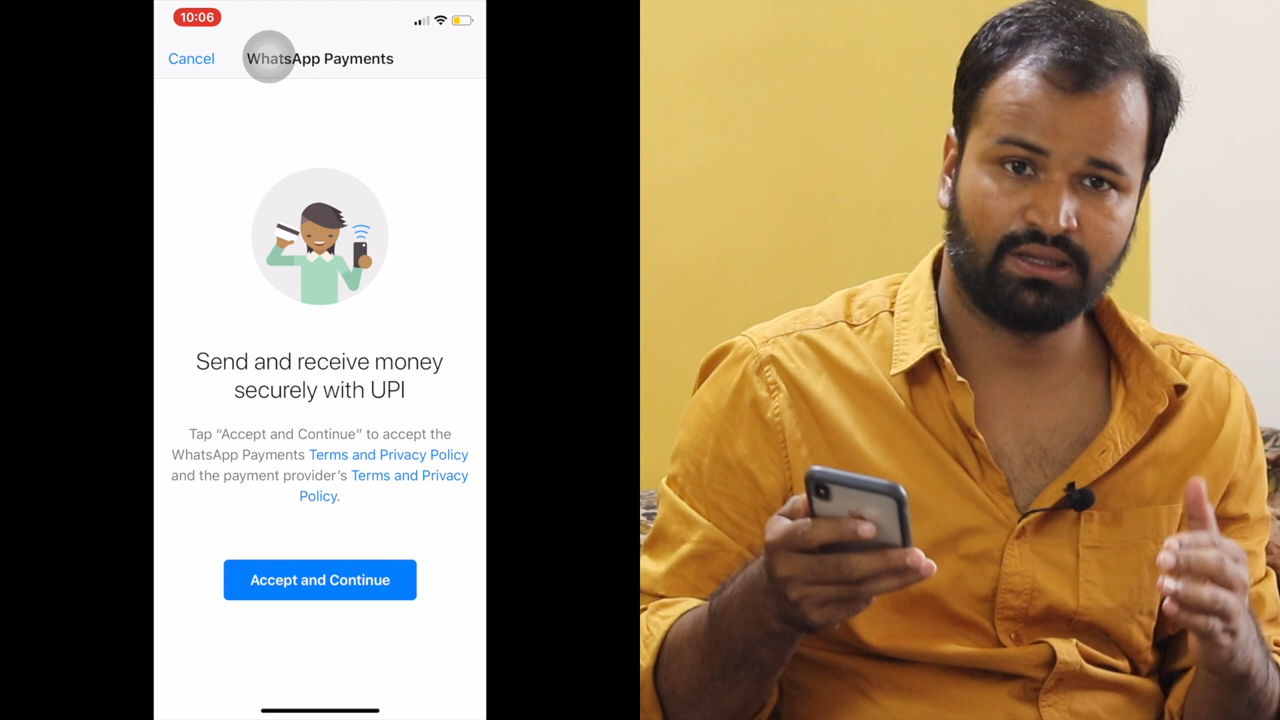 10:06
Cancel WhatsApp Payments
Send and receive money
securely with UPI
Tap “Accept and Continue” to accept the
WhatsApp Payments Terms and Privacy Policy
and the payment provider’s Terms and Privacy
Policy.
Accept and Continue